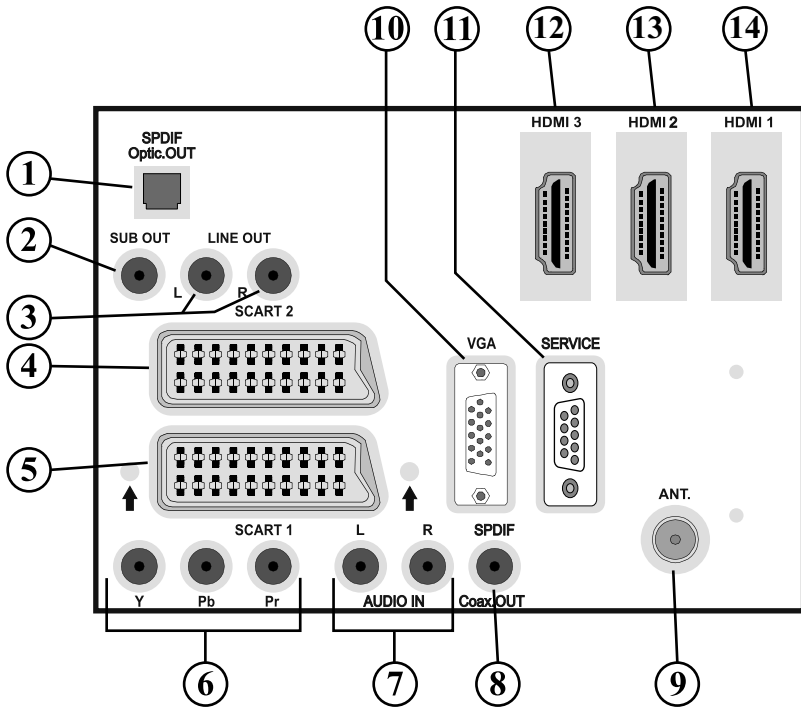 10 11 12 13 14
HDMI 3 HDMI 2 HDMI 1
SPDIF
Optic.OUT
1
2
SUB OUT LINE OUT
L R
3
SCART 2
4
VGA SERVICE
5
ANT.
SCART 1 L R SPDIF
Y Pb Pr AUDIO IN Coax.OUT
6 7 8 9